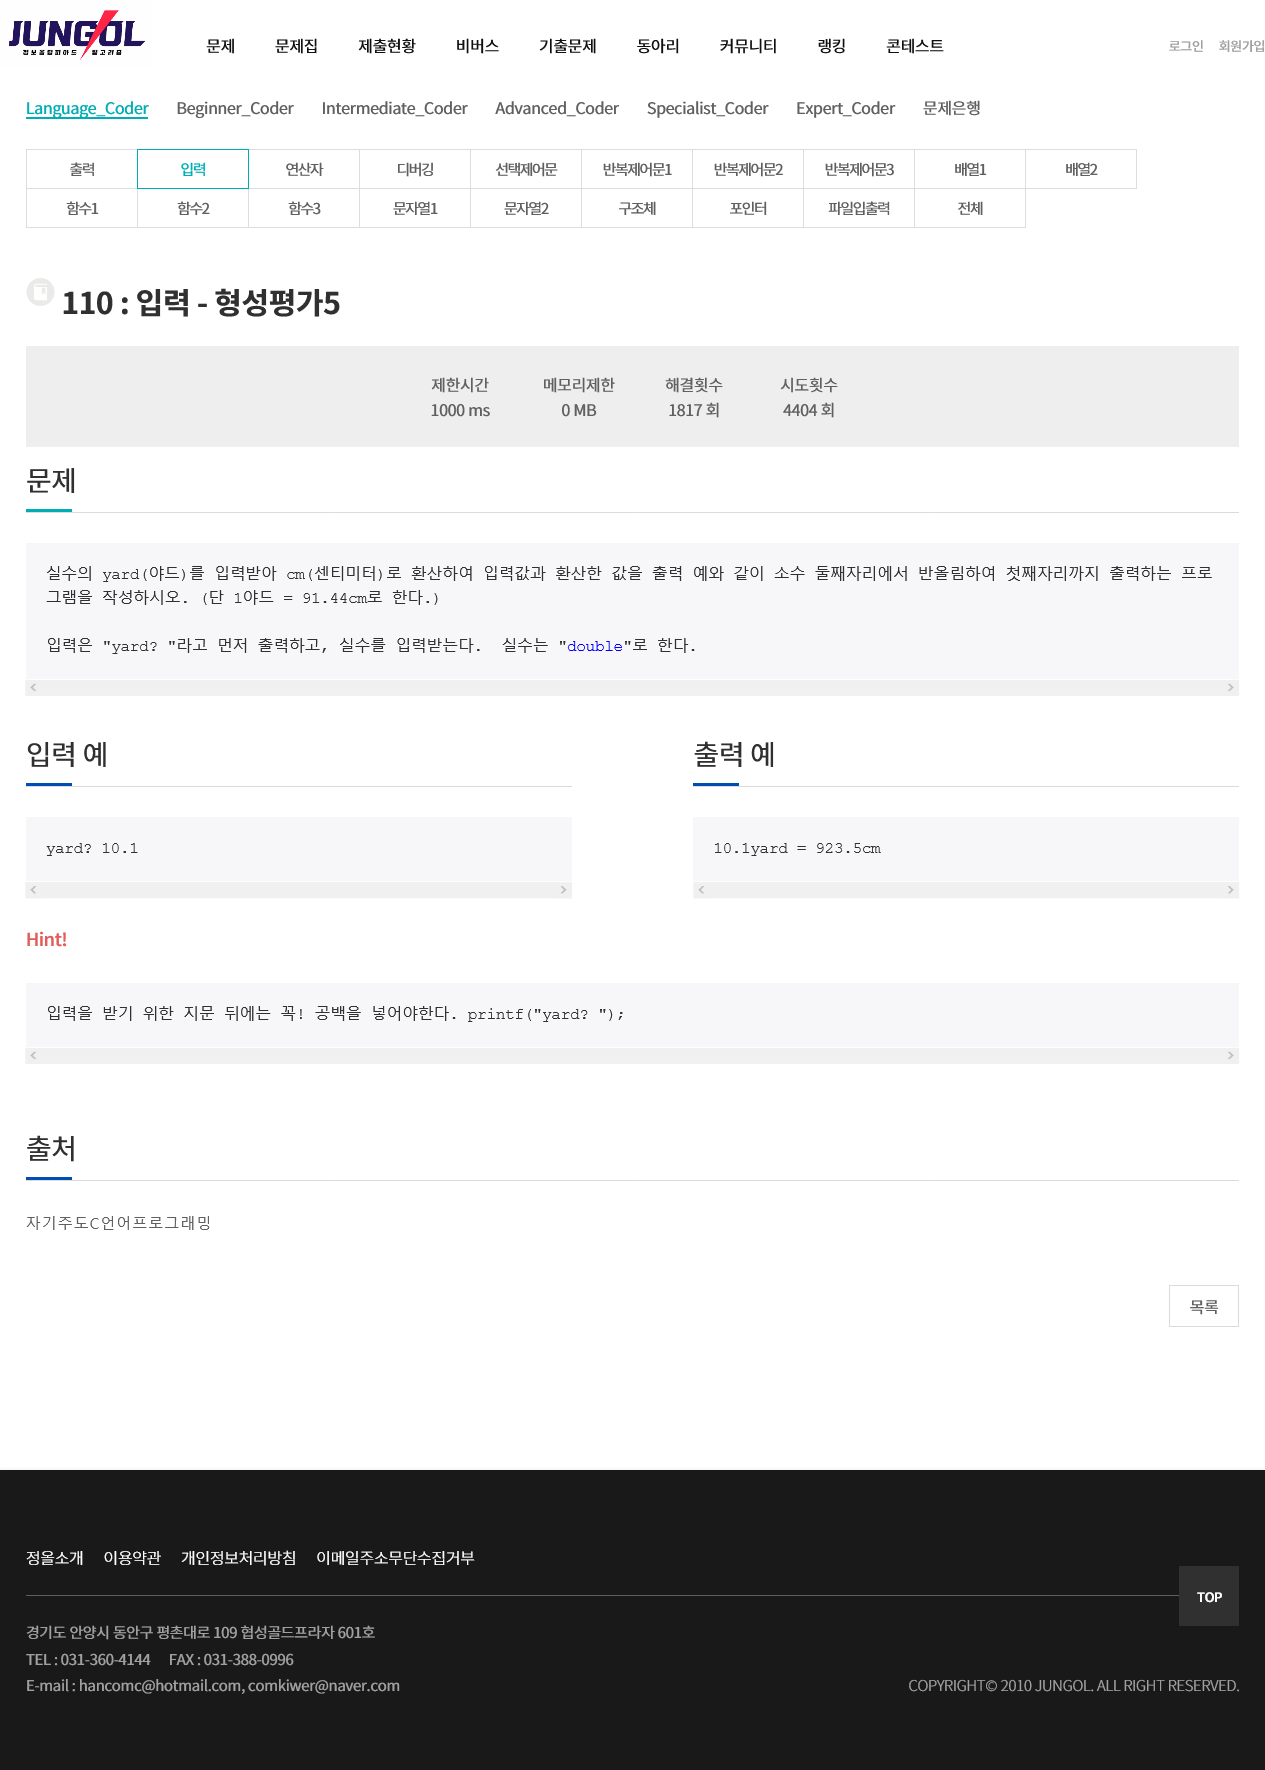 JUNGOL
정보올림피아드 알고리즘
문제 문제집 제출현황 비버스 기출문제 동아리 커뮤니티 랭킹 콘테스트
로그인 회원가입
Language_Coder Beginner_Coder Intermediate_Coder Advanced_Coder Specialist_Coder Expert_Coder 문제은행
출력 입력 연산자 디버깅 선택제어문 반복제어문1 반복제어문2 반복제어문3 배열1 배열2
함수1 함수2 함수3 문자열1 문자열2 구조체 포인터 파일입출력 전체
110 : 입력 - 형성평가5
제한시간 메모리제한 해결횟수 시도횟수
1000 ms 0 MB 1817 회 4404 회
문제
실수의 yard(야드)를 입력받아 cm(센티미터)로 환산하여 입력값과 환산한 값을 출력 예와 같이 소수 둘째자리에서 반올림하여 첫째자리까지 출력하는 프로
그램을 작성하시오. (단 1야드 = 91.44cm로 한다.)
입력은 "yard? "라고 먼저 출력하고, 실수를 입력받는다.  실수는 "double"로 한다.
입력 예
yard? 10.1
출력 예
10.1yard = 923.5cm
Hint!
입력을 받기 위한 지문 뒤에는 꼭! 공백을 넣어야한다. printf("yard? ");
출처
자기주도C언어프로그래밍
목록
정올소개 이용약관 개인정보처리방침 이메일주소무단수집거부
TOP
경기도 안양시 동안구 평촌대로 109 협성골드프라자 601호
TEL : 031-360-4144 FAX : 031-388-0996
E-mail : hancomc@hotmail.com, comkiwer@naver.com
COPYRIGHT© 2010 JUNGOL. ALL RIGHT RESERVED.